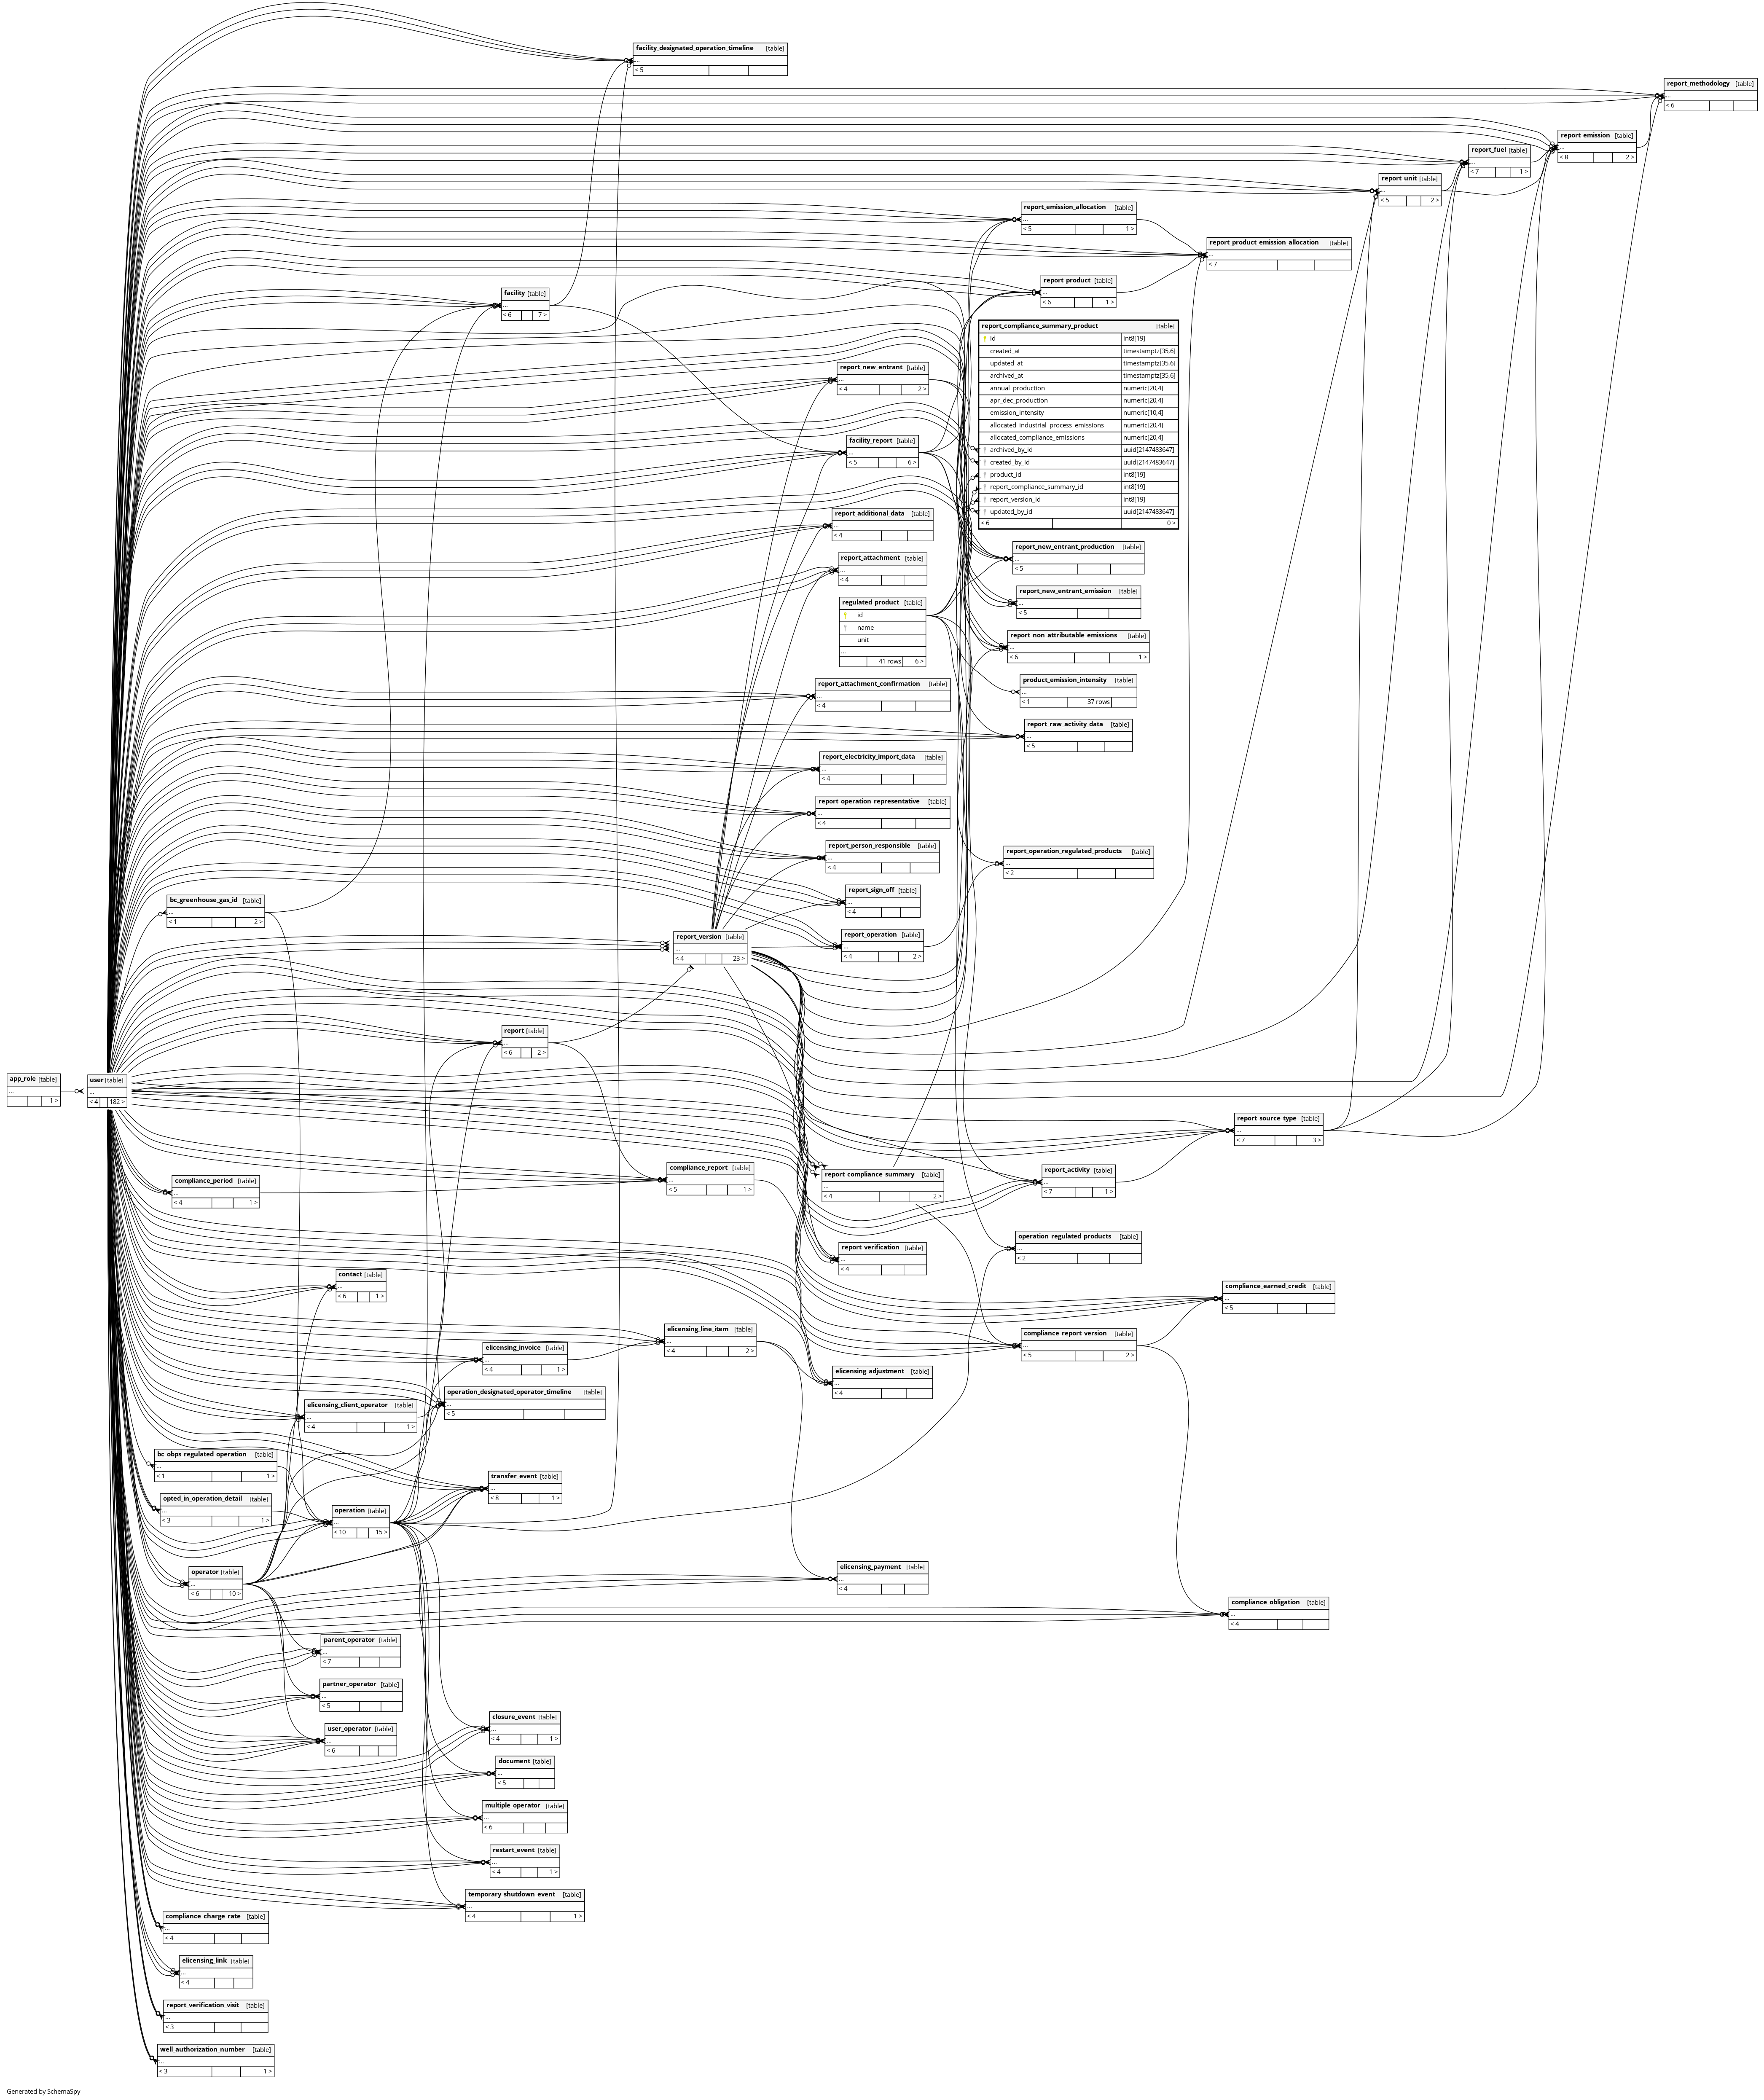 facility_designated_operation_timeline [table]
...
< 5
report_methodology [table]
...
< 6
report_emission [table]
...
< 8 2 >
report_fuel [table]
...
< 7 1 >
report_unit [table]
...
< 5 2 >
report_emission_allocation [table]
...
< 5 1 >
report_product_emission_allocation [table]
...
< 7
report_product [table]
...
< 6 1 >
facility [table]
...
< 6 7 >
report_compliance_summary_product [table]
id int8[19]
created_at timestamptz[35,6]
updated_at timestamptz[35,6]
archived_at timestamptz[35,6]
annual_production numeric[20,4]
apr_dec_production numeric[20,4]
emission_intensity numeric[10,4]
allocated_industrial_process_emissions numeric[20,4]
allocated_compliance_emissions numeric[20,4]
archived_by_id uuid[2147483647]
created_by_id uuid[2147483647]
product_id int8[19]
report_compliance_summary_id int8[19]
report_version_id int8[19]
updated_by_id uuid[2147483647]
< 6 0 >
report_new_entrant [table]
...
< 4 2 >
facility_report [table]
...
< 5 6 >
report_additional_data [table]
...
< 4
report_new_entrant_production [table]
...
< 5
report_attachment [table]
...
< 4
report_new_entrant_emission [table]
...
< 5
regulated_product [table]
id
name
unit
...
41 rows 6 >
report_non_attributable_emissions [table]
...
< 6 1 >
product_emission_intensity [table]
...
< 1 37 rows
report_attachment_confirmation [table]
...
< 4
report_raw_activity_data [table]
...
< 5
report_electricity_import_data [table]
...
< 4
report_operation_representative [table]
...
< 4
report_person_responsible [table]
...
< 4
report_operation_regulated_products [table]
...
< 2
report_sign_off [table]
...
< 4
bc_greenhouse_gas_id [table]
...
< 1 2 >
report_operation [table]
...
< 4 2 >
report_version [table]
...
< 4 23 >
report [table]
...
< 6 2 >
app_role [table]
...
1 >
user [table]
...
< 4 182 >
report_source_type [table]
...
< 7 3 >
compliance_report [table]
...
< 5 1 >
report_compliance_summary [table]
...
< 4 2 >
report_activity [table]
...
< 7 1 >
compliance_period [table]
...
< 4 1 >
operation_regulated_products [table]
...
< 2
report_verification [table]
...
< 4
contact [table]
...
< 6 1 >
compliance_earned_credit [table]
...
< 5
elicensing_line_item [table]
...
< 4 2 >
compliance_report_version [table]
...
< 5 2 >
elicensing_invoice [table]
...
< 4 1 >
elicensing_adjustment [table]
...
< 4
operation_designated_operator_timeline [table]
...
< 5
elicensing_client_operator [table]
...
< 4 1 >
bc_obps_regulated_operation [table]
...
< 1 1 >
transfer_event [table]
...
< 8 1 >
opted_in_operation_detail [table]
...
< 3 1 >
operation [table]
...
< 10 15 >
operator [table]
...
< 6 10 >
elicensing_payment [table]
...
< 4
compliance_obligation [table]
...
< 4
parent_operator [table]
...
< 7
partner_operator [table]
...
< 5
closure_event [table]
...
< 4 1 >
user_operator [table]
...
< 6
document [table]
...
< 5
multiple_operator [table]
...
< 6
restart_event [table]
...
< 4 1 >
temporary_shutdown_event [table]
...
< 4 1 >
compliance_charge_rate [table]
...
< 4
elicensing_link [table]
...
< 4
report_verification_visit [table]
...
< 3
well_authorization_number [table]
...
< 3 1 >
Generated by SchemaSpy